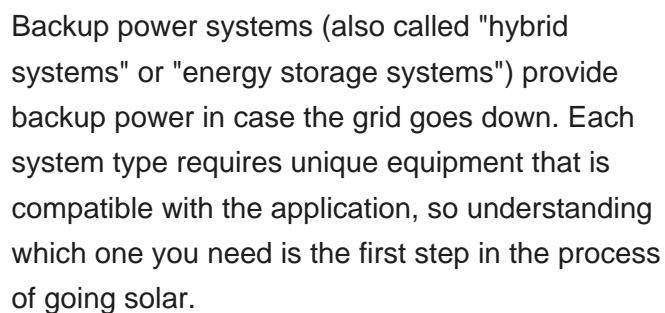 Backup power systems (also called "hybrid
systems" or "energy storage systems") provide
backup power in case the grid goes down. Each
system type requires unique equipment that is
compatible with the application, so understanding
which one you need is the first step in the process
of going solar.